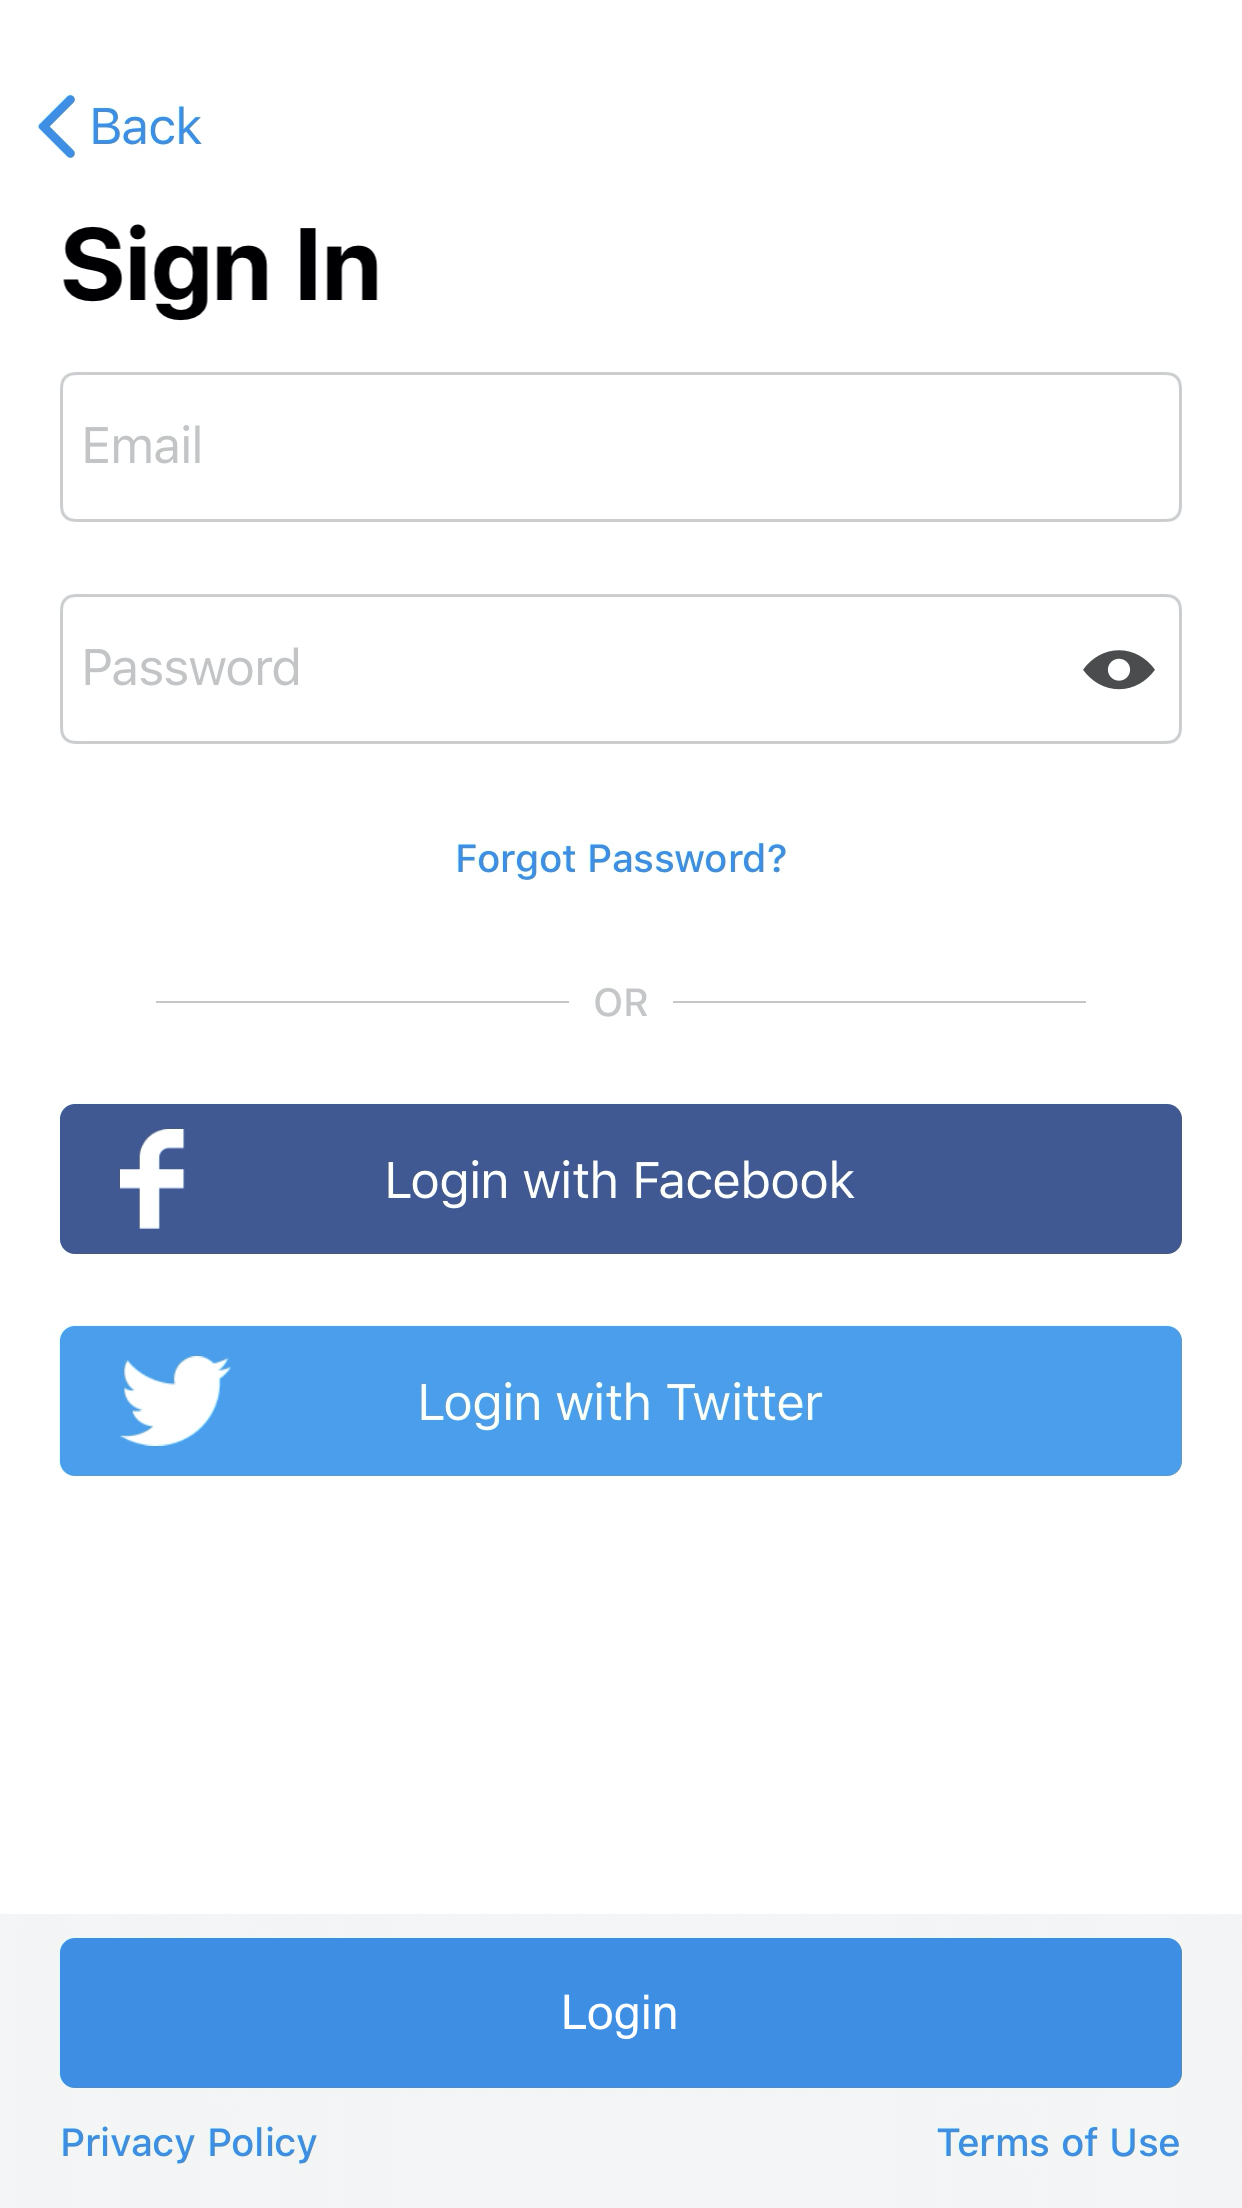 Back
Sign In
Email
Password
Forgot Password?
OR
Login with Facebook
Login with Twitter
Login
Privacy Policy
Terms of Use